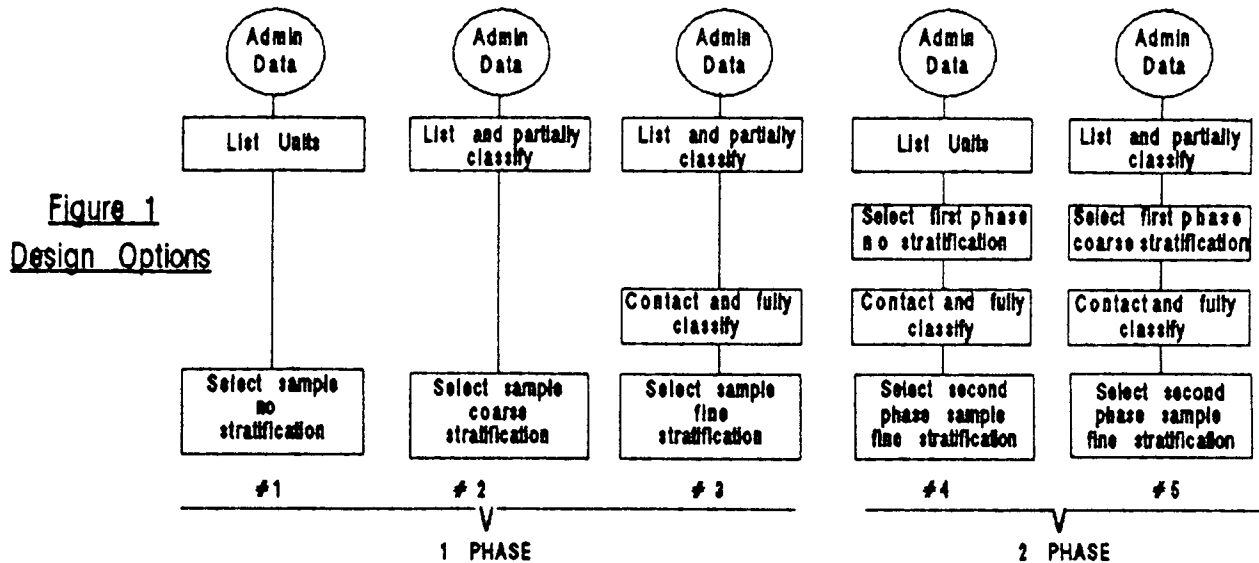 Figure 1
Design Options
Admin
Data
List Units
Select sample
no
stratification
#1
Admin
Data
List and partially
classify
Select sample
coarse
stratification
#2
Admin
Data
List and partially
classify
Contact and fully
classify
Select sample
fine
stratification
#3
1 PHASE
Admin
Data
List Units
Select first phase
no stratification
Contact and fully
classify
Select second
phase sample
fine stratification
#4
Admin
Data
List and partially
classify
Select first phase
coarse stratification
Contact and fully
classify
Select second
phase sample
fine stratification
#5
2 PHASE